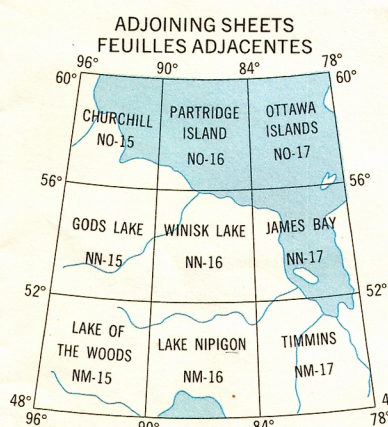 ADJOINING SHEETS
FEUILLES ADJACENTES
96° 90° 84° 78°
60° 60°
CHURCHILL
NO-15
PARTRIDGE
ISLAND
NO-16
OTTAWA
ISLANDS
NO-17
56° 56°
GODS LAKE
NN-15
WINISK LAKE
NN-16
JAMES BAY
NN-17
52° 52°
LAKE OF
THE WOODS
NM-15
LAKE NIPIGON
NM-16
TIMMINS
NM-17
48°
96° 90° 84° 78